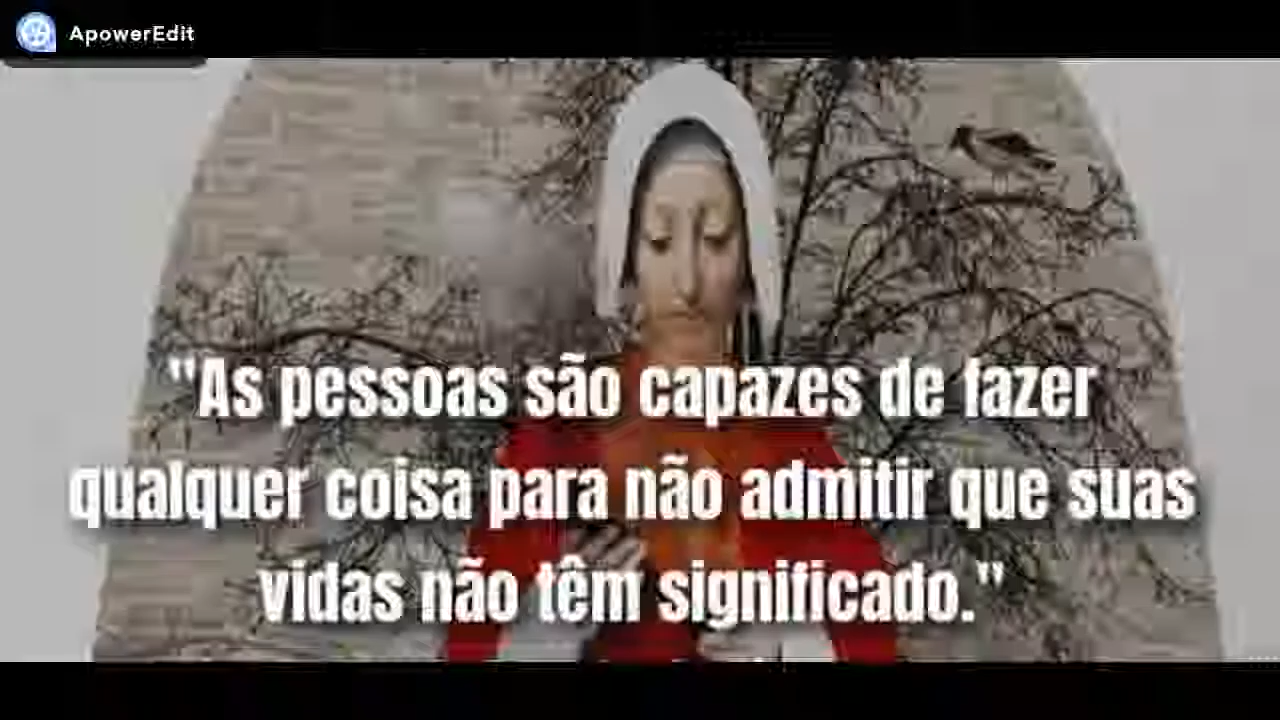 ApowerEdit
"As pessoas são capazes de fazer
qualquer coisa para não admitir que suas
vidas não têm significado."